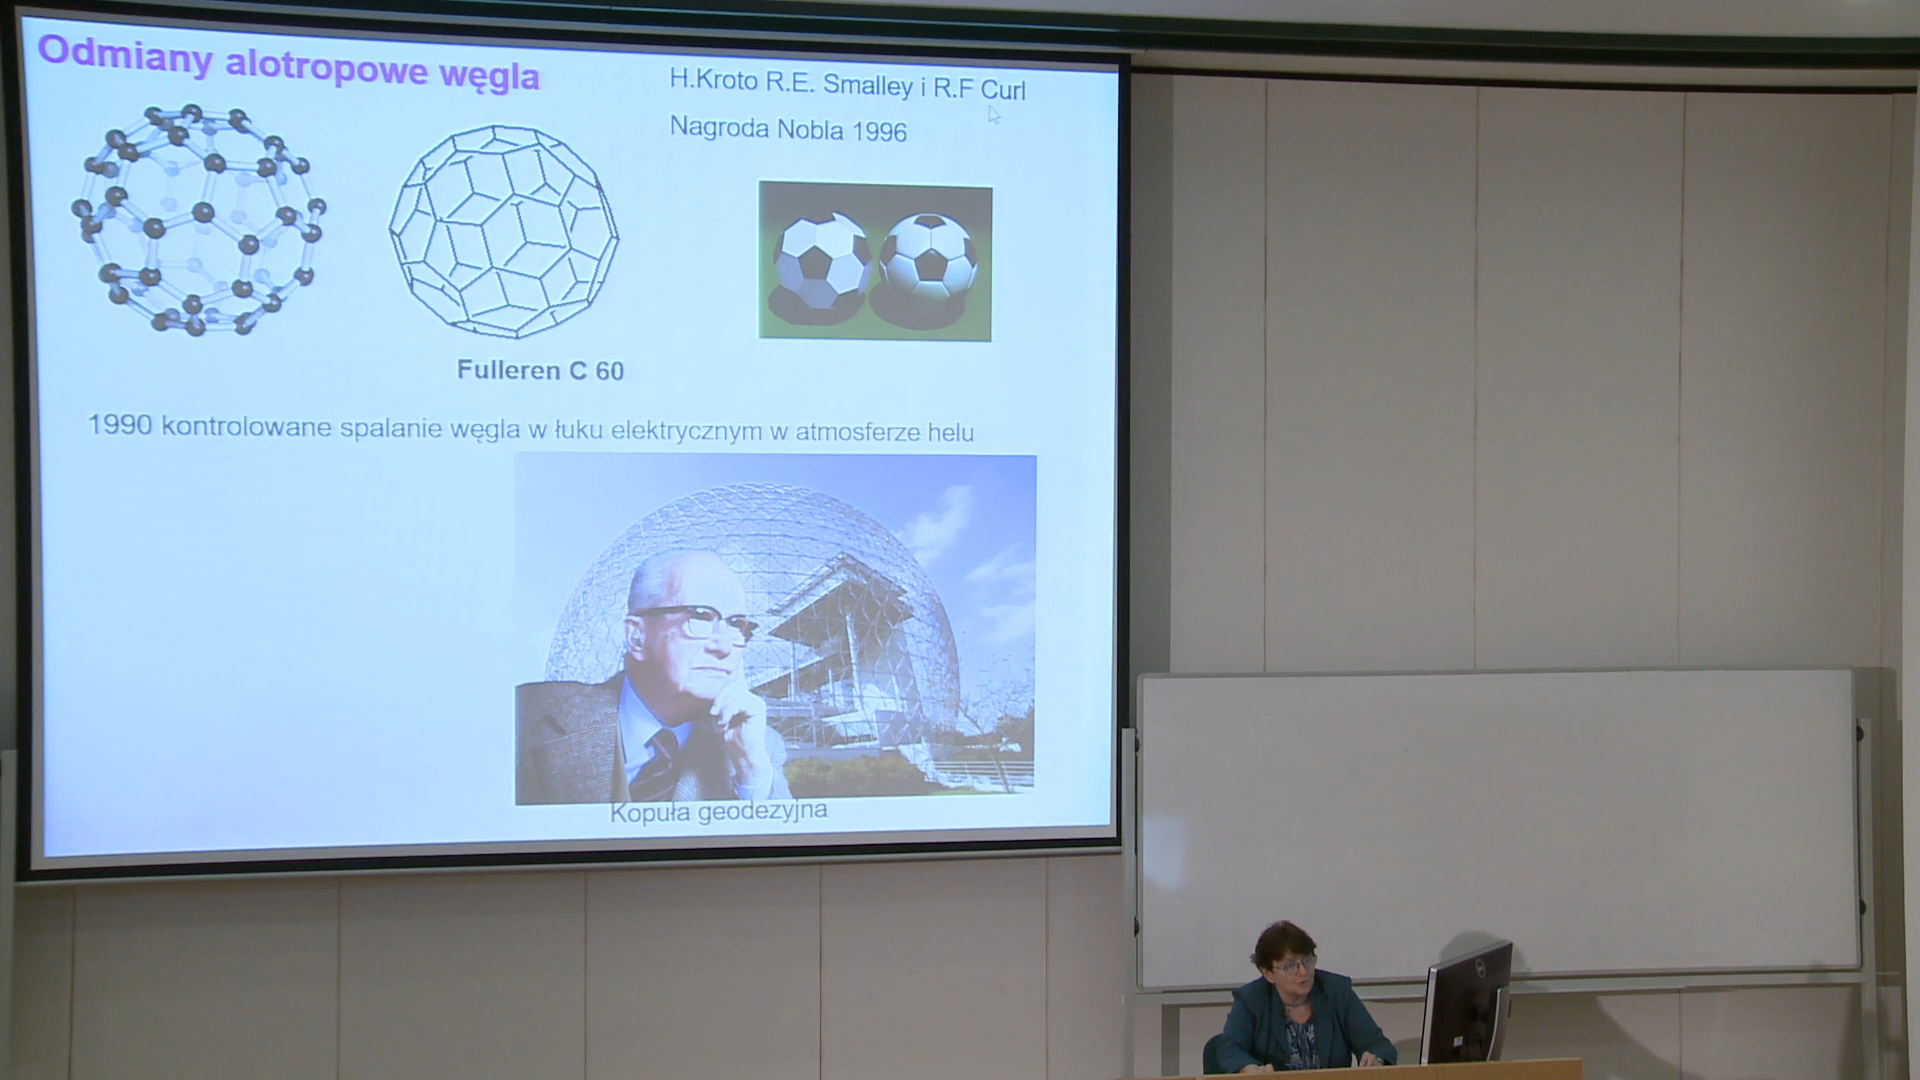 Odmiany alotropowe węgla
H.Kroto R.E. Smalley i R.F Curl
Nagroda Nobla 1996
Fulleren C 60
1990 kontrolowane spalanie węgla w łuku elektrycznym w atmosferze helu
Kopuła geodezyjna